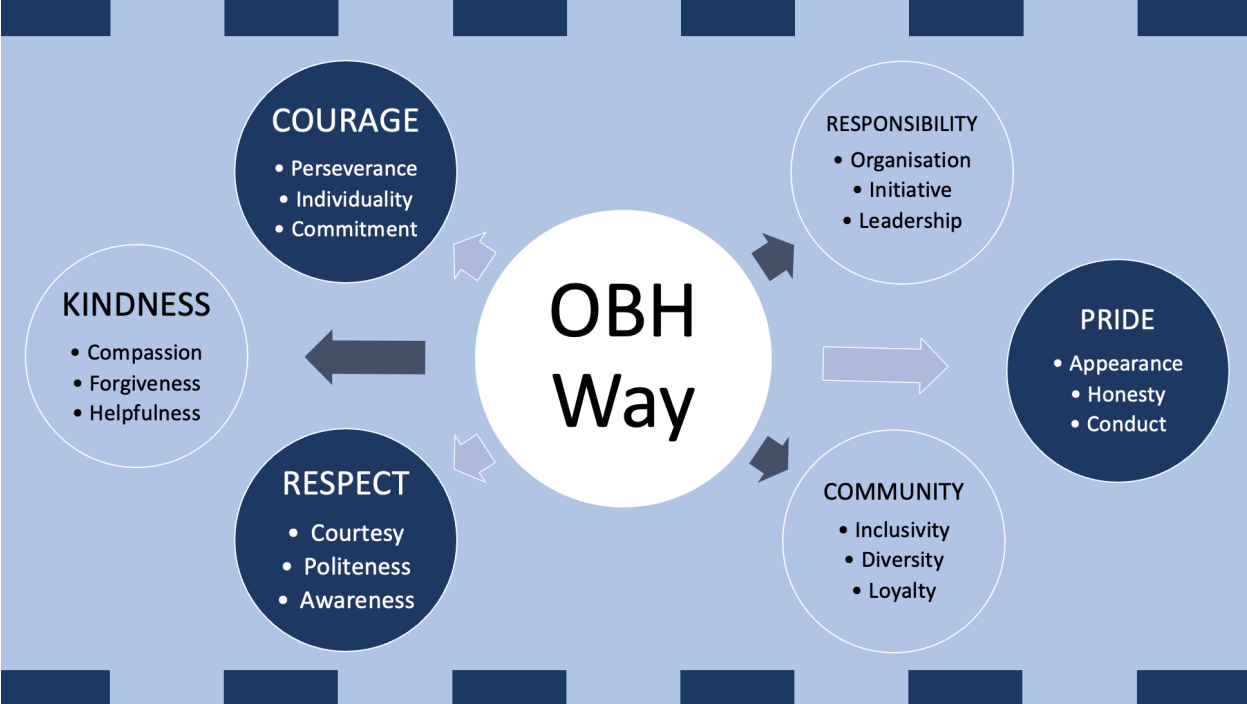 COURAGE
• Perseverance
• Individuality
• Commitment
RESPONSIBILITY
• Organisation
• Initiative
• Leadership
KINDNESS
• Compassion
• Forgiveness
• Helpfulness
OBH
Way
PRIDE
• Appearance
• Honesty
• Conduct
RESPECT
• Courtesy
• Politeness
• Awareness
COMMUNITY
• Inclusivity
• Diversity
• Loyalty